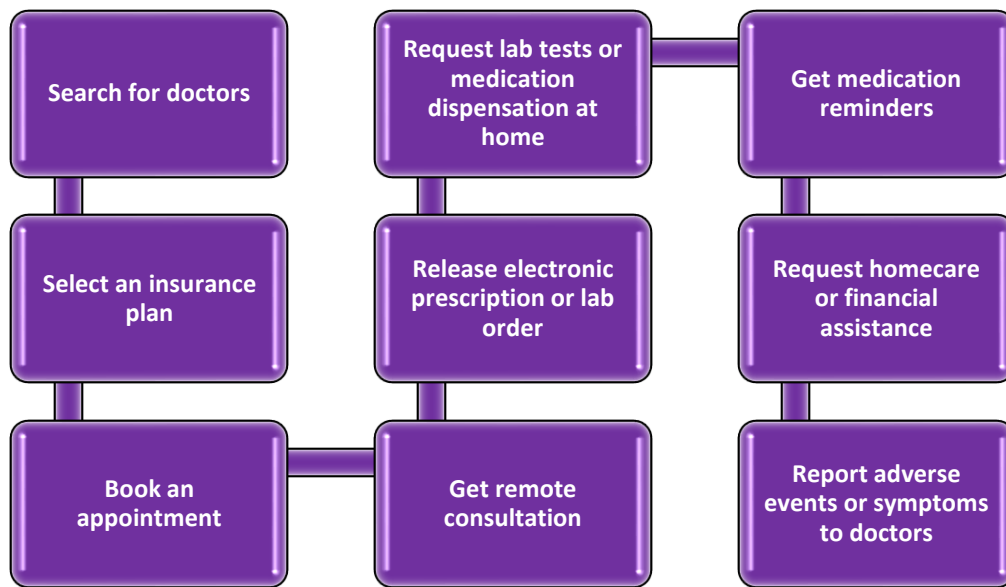 Search for doctors
Select an insurance
plan
Book an
appointment
Get remote
consultation
Release electronic
prescription or lab
order
Request lab tests or
medication
dispensation at
home
Get medication
reminders
Request homecare
or financial
assistance
Report adverse
events or symptoms
to doctors